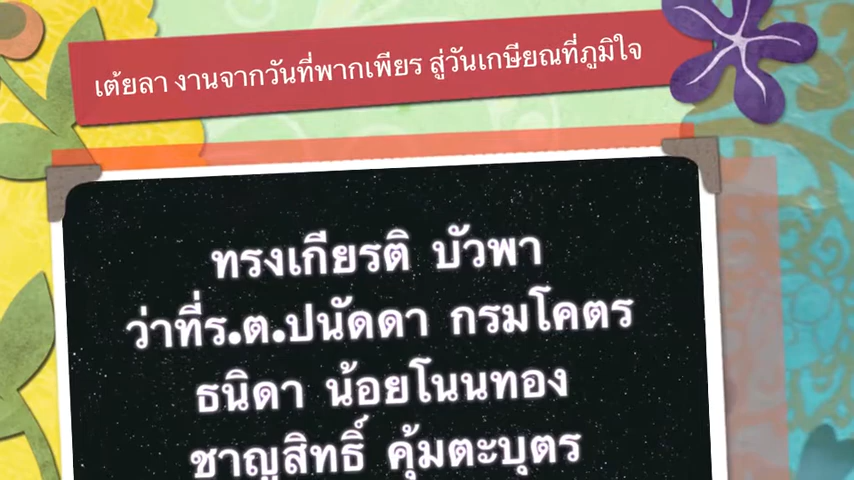 เต้ยลา งานจากวันที่พากเพียร สู่วันเกษียณที่ภูมิใจ
ทรงเกียรติ บัวพา
ว่าที่ร.ต.ปนัดดา กรมโคตร
ธนิดา น้อยโนนทอง
ชาญสิทธิ์ คุ้มตะบุตร